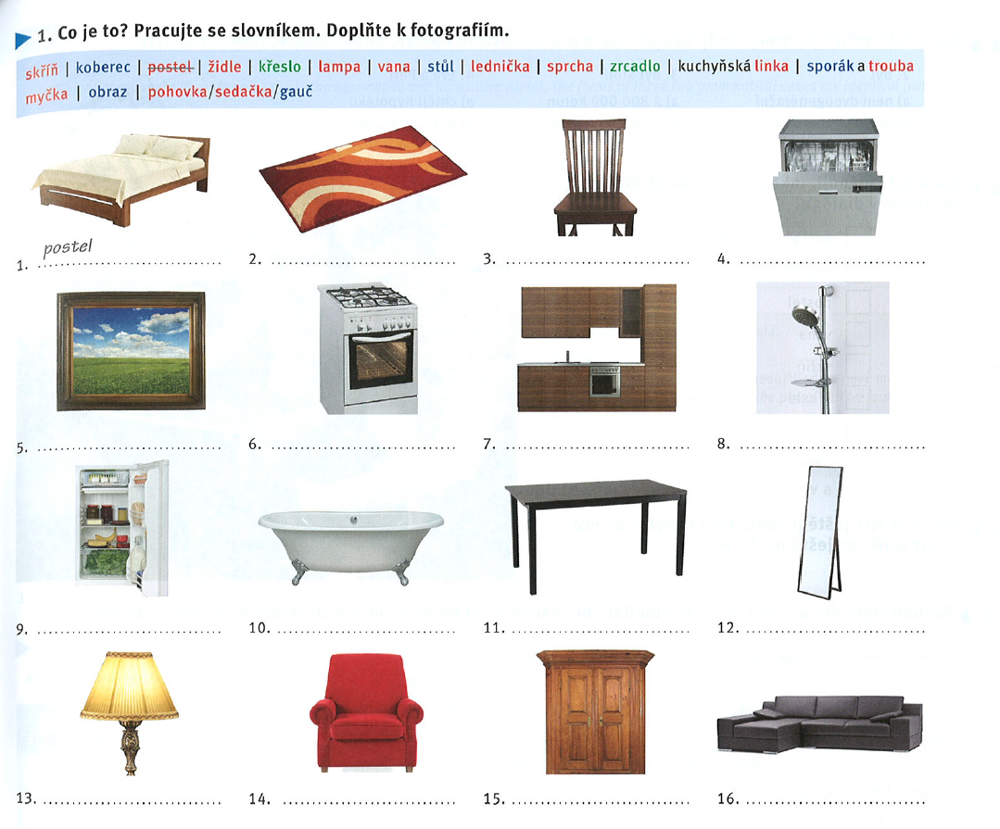 1. Co je to? Pracujte se slovníkem. Doplňte k fotografiím.
skříň | koberec | postel | židle | křeslo | lampa | vana | stůl | lednička | sprcha | zrcadlo | kuchyňská linka | sporák a trouba
myčka | obraz | pohovka/sedačka/gauč
postel
1. 2. 3. 4.
5. 6. 7. 8.
9. 10. 11. 12.
13. 14. 15. 16.